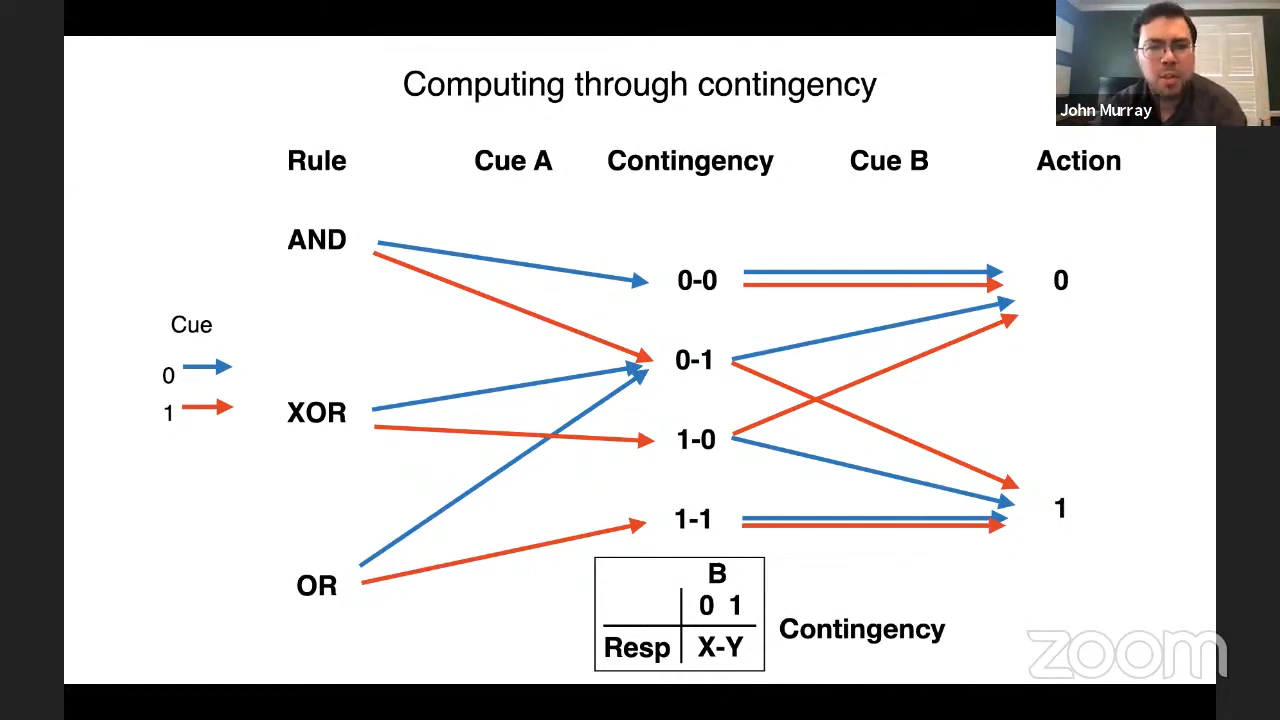 Computing through contingency
John Murray
Rule Cue A Contingency Cue B Action
AND
0-0 0
Cue
0-1
0
1
XOR
1-0
1-1 1
OR
B
0 1
Resp X-Y
Contingency
zoom